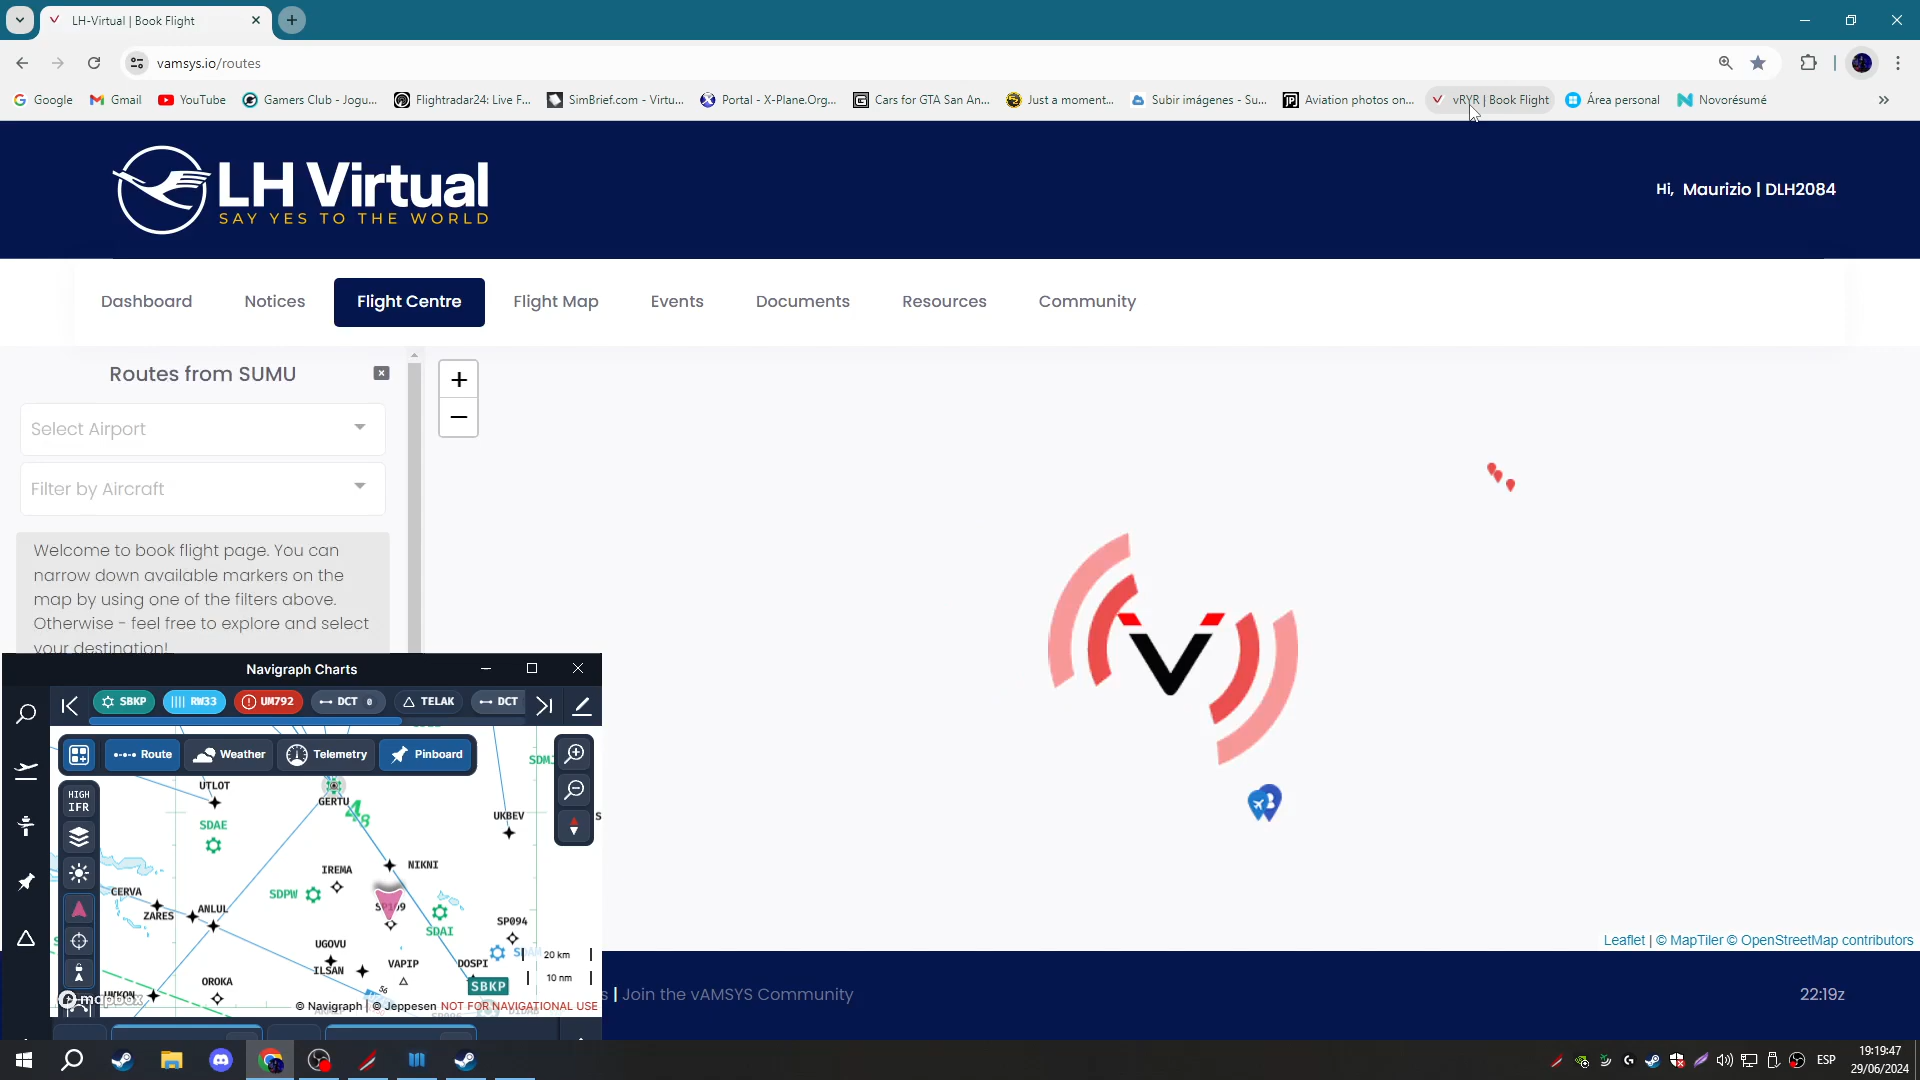 LH-Virtual | Book Flight
vamsys.io/routes
Google
Gmail
YouTube
Gamers Club - Jogu...
Flightradar24: Live F...
SimBrief.com - Virtu...
Portal - X-Plane.Org...
Cars for GTA San An...
Just a moment...
Subir imágenes - Su...
Aviation photos on...
vRYR | Book Flight
Área personal
Novorésumé
LH Virtual
SAY YES TO THE WORLD
Hi, Maurizio | DLH2084
Dashboard
Notices
Flight Centre
Flight Map
Events
Documents
Resources
Community
Routes from SUMU
Select Airport
Filter by Aircraft
Welcome to book flight page. You can
narrow down available markers on the
map by using one of the filters above.
Otherwise - feel free to explore and select
your destination!
+
−
Leaflet | © MapTiler © OpenStreetMap contributors
Navigraph Charts
SBKP
RW33
UM792
DCT 0
TELAK
DCT
Route
Weather
Telemetry
Pinboard
HIGH
IFR
UTLOT
GERTU
SDAE
UKBEV
NIKNI
IREMA
SDPW
CERVA
ZARES
ANLUL
SDAI
SP094
UGOVU
ILSAN
VAPIP
DOSPI
OROKA
SBKP
20 km
10 nm
mapbox
© Navigraph | © Jeppesen NOT FOR NAVIGATIONAL USE
s | Join the vAMSYS Community
22:19z
ESP
19:19:47
29/06/2024